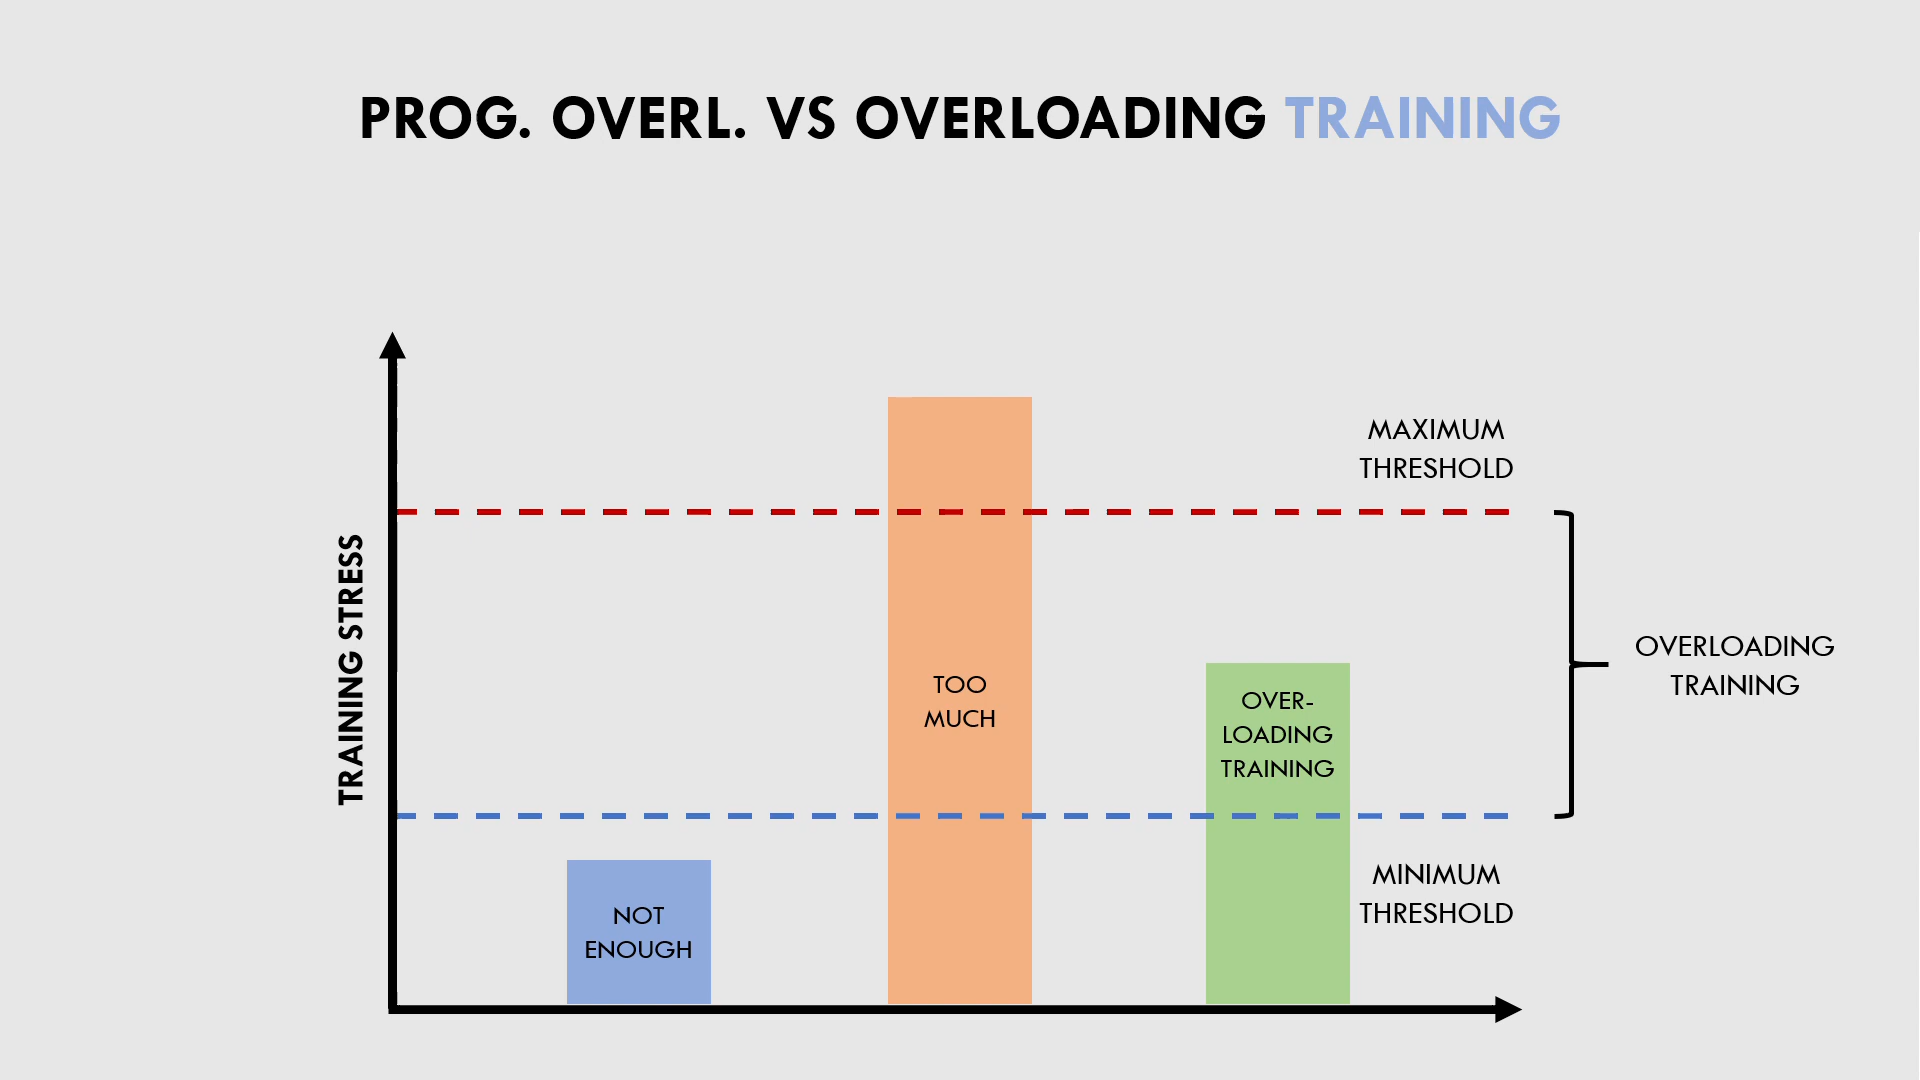 PROG. OVERL. VS OVERLOADING TRAINING
MAXIMUM
THRESHOLD
TRAINING STRESS
OVERLOADING
TRAINING
TOO
MUCH
OVER-
LOADING
TRAINING
MINIMUM
THRESHOLD
NOT
ENOUGH